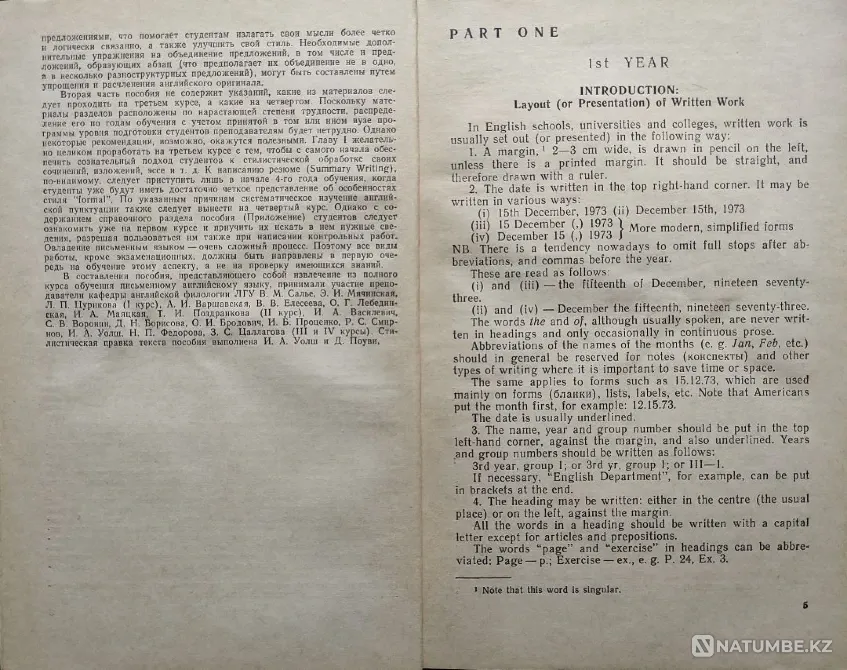 предложениями, что помогает студентам излагать свои мысли более четко
и логически связанно, а также улучшить свой стиль. Необходимые допол-
нительные упражнения на объединение предложений, в том числе и пред-
ложений, образующих абзац (что предполагает их объединение не в одно,
а в несколько разноструктурных предложений), могут быть составлены путем
упрощения и расчленения английского оригинала.
Вторая часть пособия не содержит указаний, какие из материалов сле-
дует проходить на третьем курсе, а какие на четвертом. Поскольку мате-
риалы разделов расположены по нарастающей степени трудности, распреде-
ление его по годам обучения с учетом принятой в том или ином вузе про-
граммы уровня подготовки студентов преподавателям будет нетрудно. Однако
некоторые рекомендации, возможно, окажутся полезными. Главу I желатель-
но целиком проработать на третьем курсе с тем, чтобы с самого начала обес-
печить сознательный подход студентов к стилистической обработке своих
сочинений, изложений, эссе и т. д. К написанию резюме (Summary Writing),
по-видимому, следует приступить лишь в начале 4-го года обучения, когда
студенты уже будут иметь достаточно четкое представление об особенностях
стиля "formal". По указанным причинам систематическое изучение англий-
ской пунктуации также следует вынести на четвертый курс. Однако с со-
держанием справочного раздела пособия (Приложение) студентов следует
ознакомить уже на первом курсе и приучить их искать в нем нужные све-
дения, разрешая пользоваться им также при написании контрольных работ.
Овладение письменным языком — очень сложный процесс. Поэтому все виды
работы, кроме экзаменационных, должны быть направлены в первую оче-
редь на обучение этому аспекту, а не на проверку имеющихся знаний.
В составлении пособия, представляющего собой извлечение из полного
курса обучения письменному английскому языку, принимали участие препо-
даватели кафедры английской филологии ЛГУ В. М. Салье, Э. И. Мячинская,
Л. П. Цурикова (I курс), А. И. Варшавская, В. В. Елесеева, О. Г. Лебедин-
ская, И. А. Маяцкая, Т. И. Поздранкова (II курс), И. А. Василевич,
С. В. Воронин, Д. Н. Борисова, О. И. Бродович, И. Б. Проценко, Р. С. Смир-
нов, И. А. Уолш, Н. П. Федорова, З. С. Цаллагова (III и IV курсы). Сти-
листическая правка текста пособия выполнена И. А. Уолш и Д. Поуви.
PART ONE
1st YEAR
INTRODUCTION:
Layout (or Presentation) of Written Work
In English schools, universities and colleges, written work is
usually set out (or presented) in the following way:
1. A margin,¹ 2—3 cm wide, is drawn in pencil on the left,
unless there is a printed margin. It should be straight, and
therefore drawn with a ruler.
2. The date is written in the top right-hand corner. It may be
written in various ways:
(i) 15th December, 1973 (ii) December 15th, 1973
(iii) 15 December (,) 1973 } More modern, simplified forms
(iv) December 15 (,) 1973 }
NB. There is a tendency nowadays to omit full stops after ab-
breviations, and commas before the year.
These are read as follows:
(i) and (iii) — the fifteenth of December, nineteen seventy-
three.
(ii) and (iv) — December the fifteenth, nineteen seventy-three.
The words the and of, although usually spoken, are never writ-
ten in headings and only occasionally in continuous prose.
Abbreviations of the names of the months (e. g. Jan, Feb, etc.)
should in general be reserved for notes (конспекты) and other
types of writing where it is important to save time or space.
The same applies to forms such as 15.12.73, which are used
mainly on forms (бланки), lists, labels, etc. Note that Americans
put the month first, for example: 12.15.73.
The date is usually underlined.
3. The name, year and group number should be put in the top
left-hand corner, against the margin, and also underlined. Years
and group numbers should be written as follows:
3rd year, group 1; or 3rd yr, group 1; or III—1.
If necessary, "English Department", for example, can be put
in brackets at the end.
4. The heading may be written: either in the centre (the usual
place) or on the left, against the margin.
All the words in a heading should be written with a capital
letter except for articles and prepositions.
The words "page" and "exercise" in headings can be abbre-
viated: Page — p.; Exercise — ex., e. g. P. 24, Ex. 3.
¹ Note that this word is singular.
5
NATUMBE.KZ